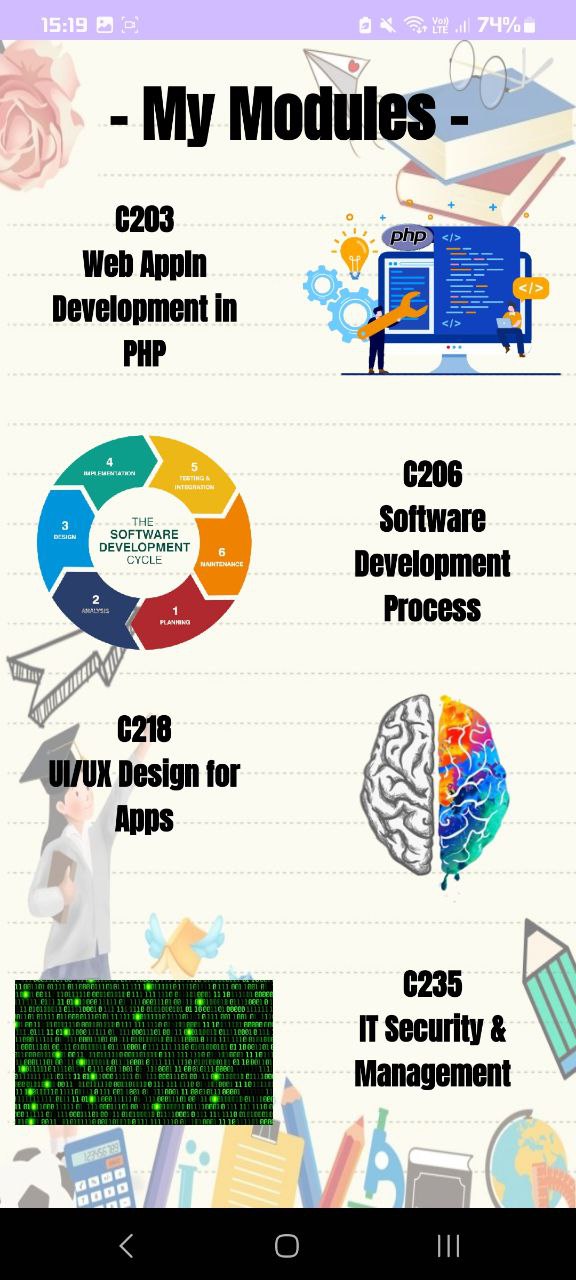 15:19
Vo))
LTE
74%
- My Modules -
C203
Web Appln
Development in
PHP
php
</>
</>
</>
4
IMPLEMENTATION
5
TESTING &
INTEGRATION
3
DESIGN
THE
SOFTWARE
DEVELOPMENT
CYCLE
6
MAINTENANCE
2
ANALYSIS
1
PLANNING
C206
Software
Development
Process
C218
UI/UX Design for
Apps
C235
IT Security &
Management